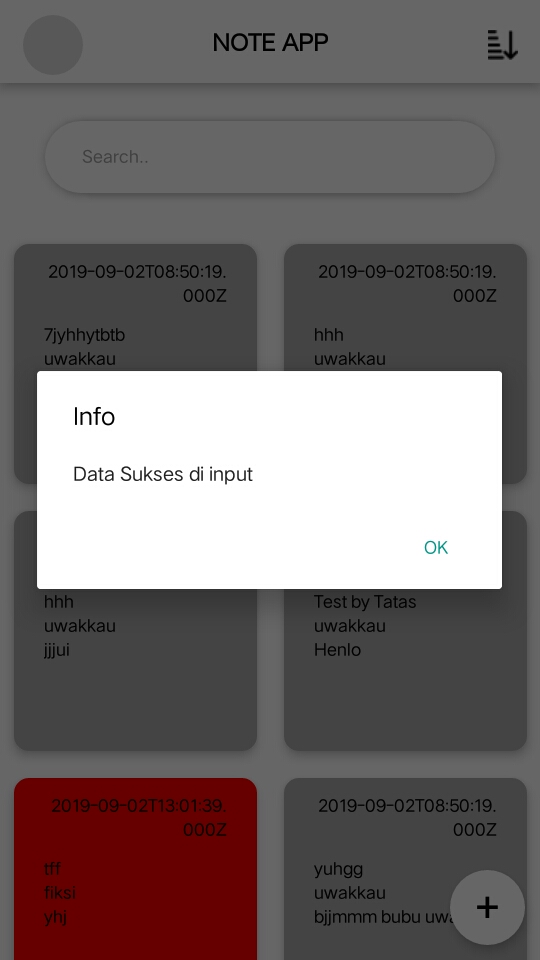 NOTE APP
Search..
2019-09-02T08:50:19.
000Z
7jyhhytbtb
uwakkau
2019-09-02T08:50:19.
000Z
hhh
uwakkau
Info
Data Sukses di input
OK
hhh
uwakkau
jjjui
Test by Tatas
uwakkau
Henlo
2019-09-02T13:01:39.
000Z
tff
fiksi
yhj
2019-09-02T08:50:19.
000Z
yuhgg
uwakkau
bjjmmm bubu
+